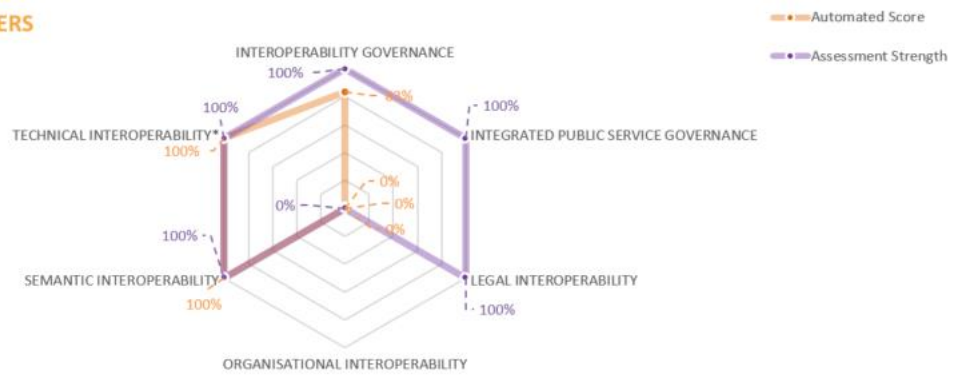 ERS
Automated Score
Assessment Strength
INTEROPERABILITY GOVERNANCE
100%
83%
100%
100%
TECHNICAL INTEROPERABILITY*
INTEGRATED PUBLIC SERVICE GOVERNANCE
100%
0%
0%
0%
0%
100%
SEMANTIC INTEROPERABILITY
LEGAL INTEROPERABILITY
100%
100%
ORGANISATIONAL INTEROPERABILITY